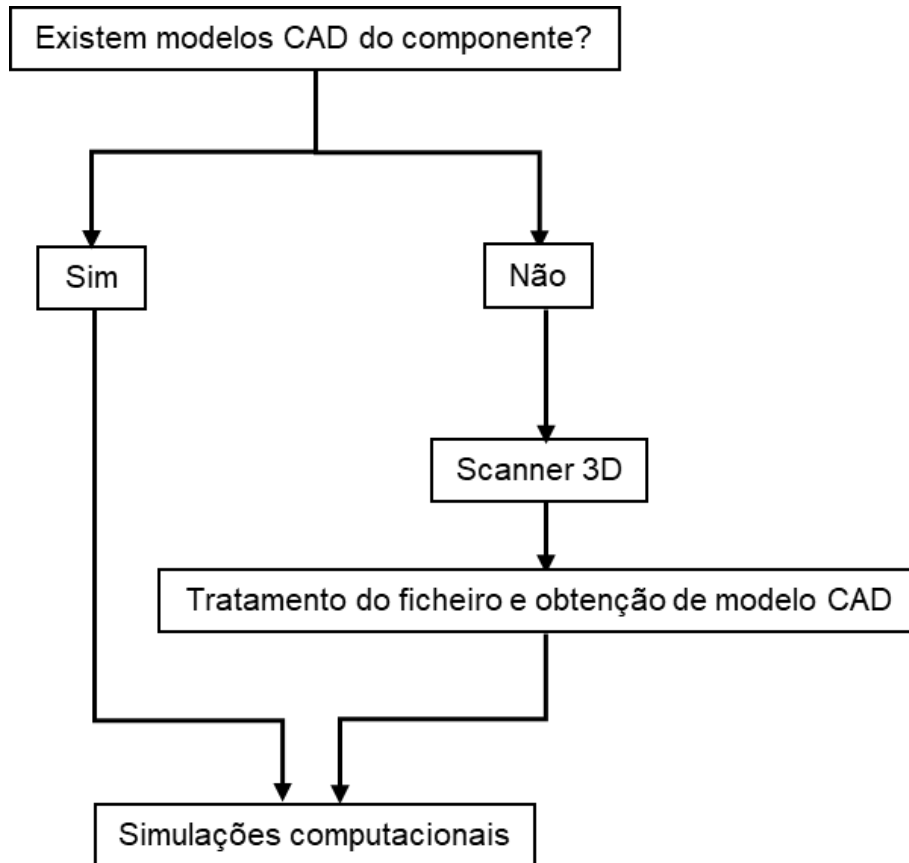 Existem modelos CAD do componente?
Sim
Não
Scanner 3D
Tratamento do ficheiro e obtenção de modelo CAD
Simulações computacionais